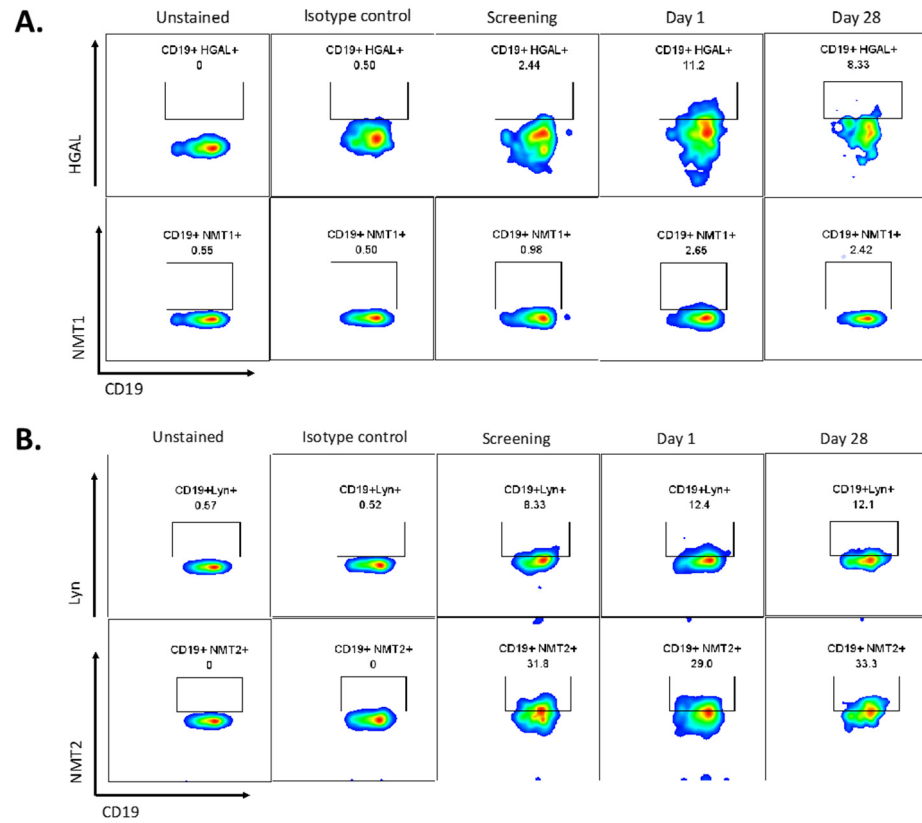 A.
Unstained
Isotype control
Screening
Day 1
Day 28
HGAL
CD19+ HGAL+
0
CD19+ HGAL+
0.50
CD19+ HGAL+
2.44
CD19+ HGAL+
11.2
CD19+ HGAL+
8.33
NMT1
CD19+ NMT1+
0.55
CD19+ NMT1+
0.50
CD19+ NMT1+
0.98
CD19+ NMT1+
2.65
CD19+ NMT1+
2.42
CD19
B.
Unstained
Isotype control
Screening
Day 1
Day 28
Lyn
CD19+Lyn+
0.57
CD19+Lyn+
0.52
CD19+Lyn+
8.33
CD19+Lyn+
12.4
CD19+Lyn+
12.1
NMT2
CD19+ NMT2+
0
CD19+ NMT2+
0
CD19+ NMT2+
31.8
CD19+ NMT2+
29.0
CD19+ NMT2+
33.3
CD19